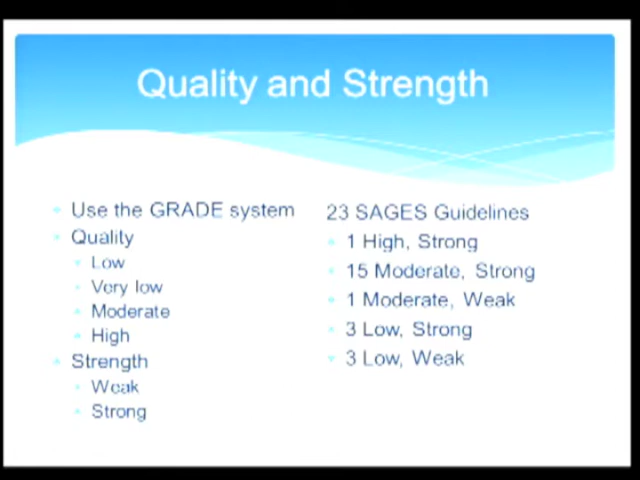 Quality and Strength
Use the GRADE system
Quality
Low
Very low
Moderate
High
Strength
Weak
Strong
23 SAGES Guidelines
1 High, Strong
15 Moderate, Strong
1 Moderate, Weak
3 Low, Strong
3 Low, Weak